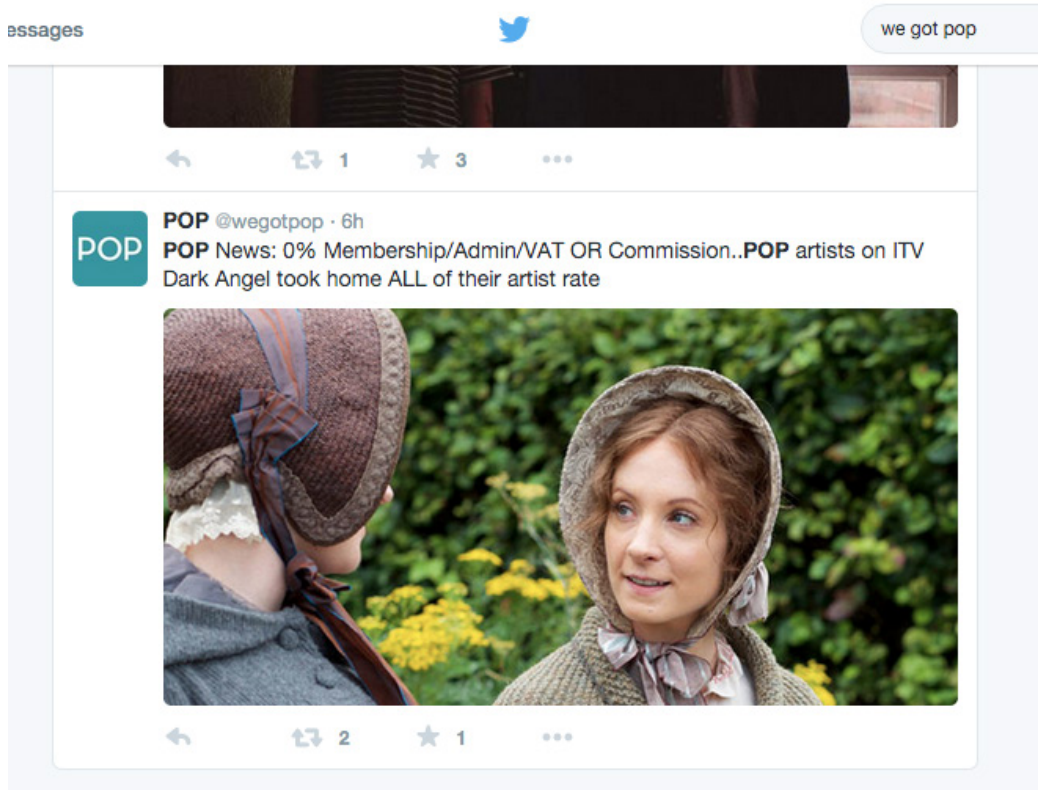 essages
we got pop
1
3
POP @wegotpop · 6h
POP
POP News: 0% Membership/Admin/VAT OR Commission..POP artists on ITV
Dark Angel took home ALL of their artist rate
2
1